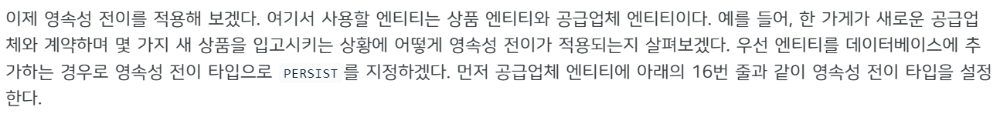 이제 영속성 전이를 적용해 보겠다. 여기서 사용할 엔티티는 상품 엔티티와 공급업체 엔티티이다. 예를 들어, 한 가게가 새로운 공급업
체와 계약하며 몇 가지 새 상품을 입고시키는 상황에 어떻게 영속성 전이가 적용되는지 살펴보겠다. 우선 엔티티를 데이터베이스에 추
가하는 경우로 영속성 전이 타입으로 PERSIST 를 지정하겠다. 먼저 공급업체 엔티티에 아래의 16번 줄과 같이 영속성 전이 타입을 설정
한다.